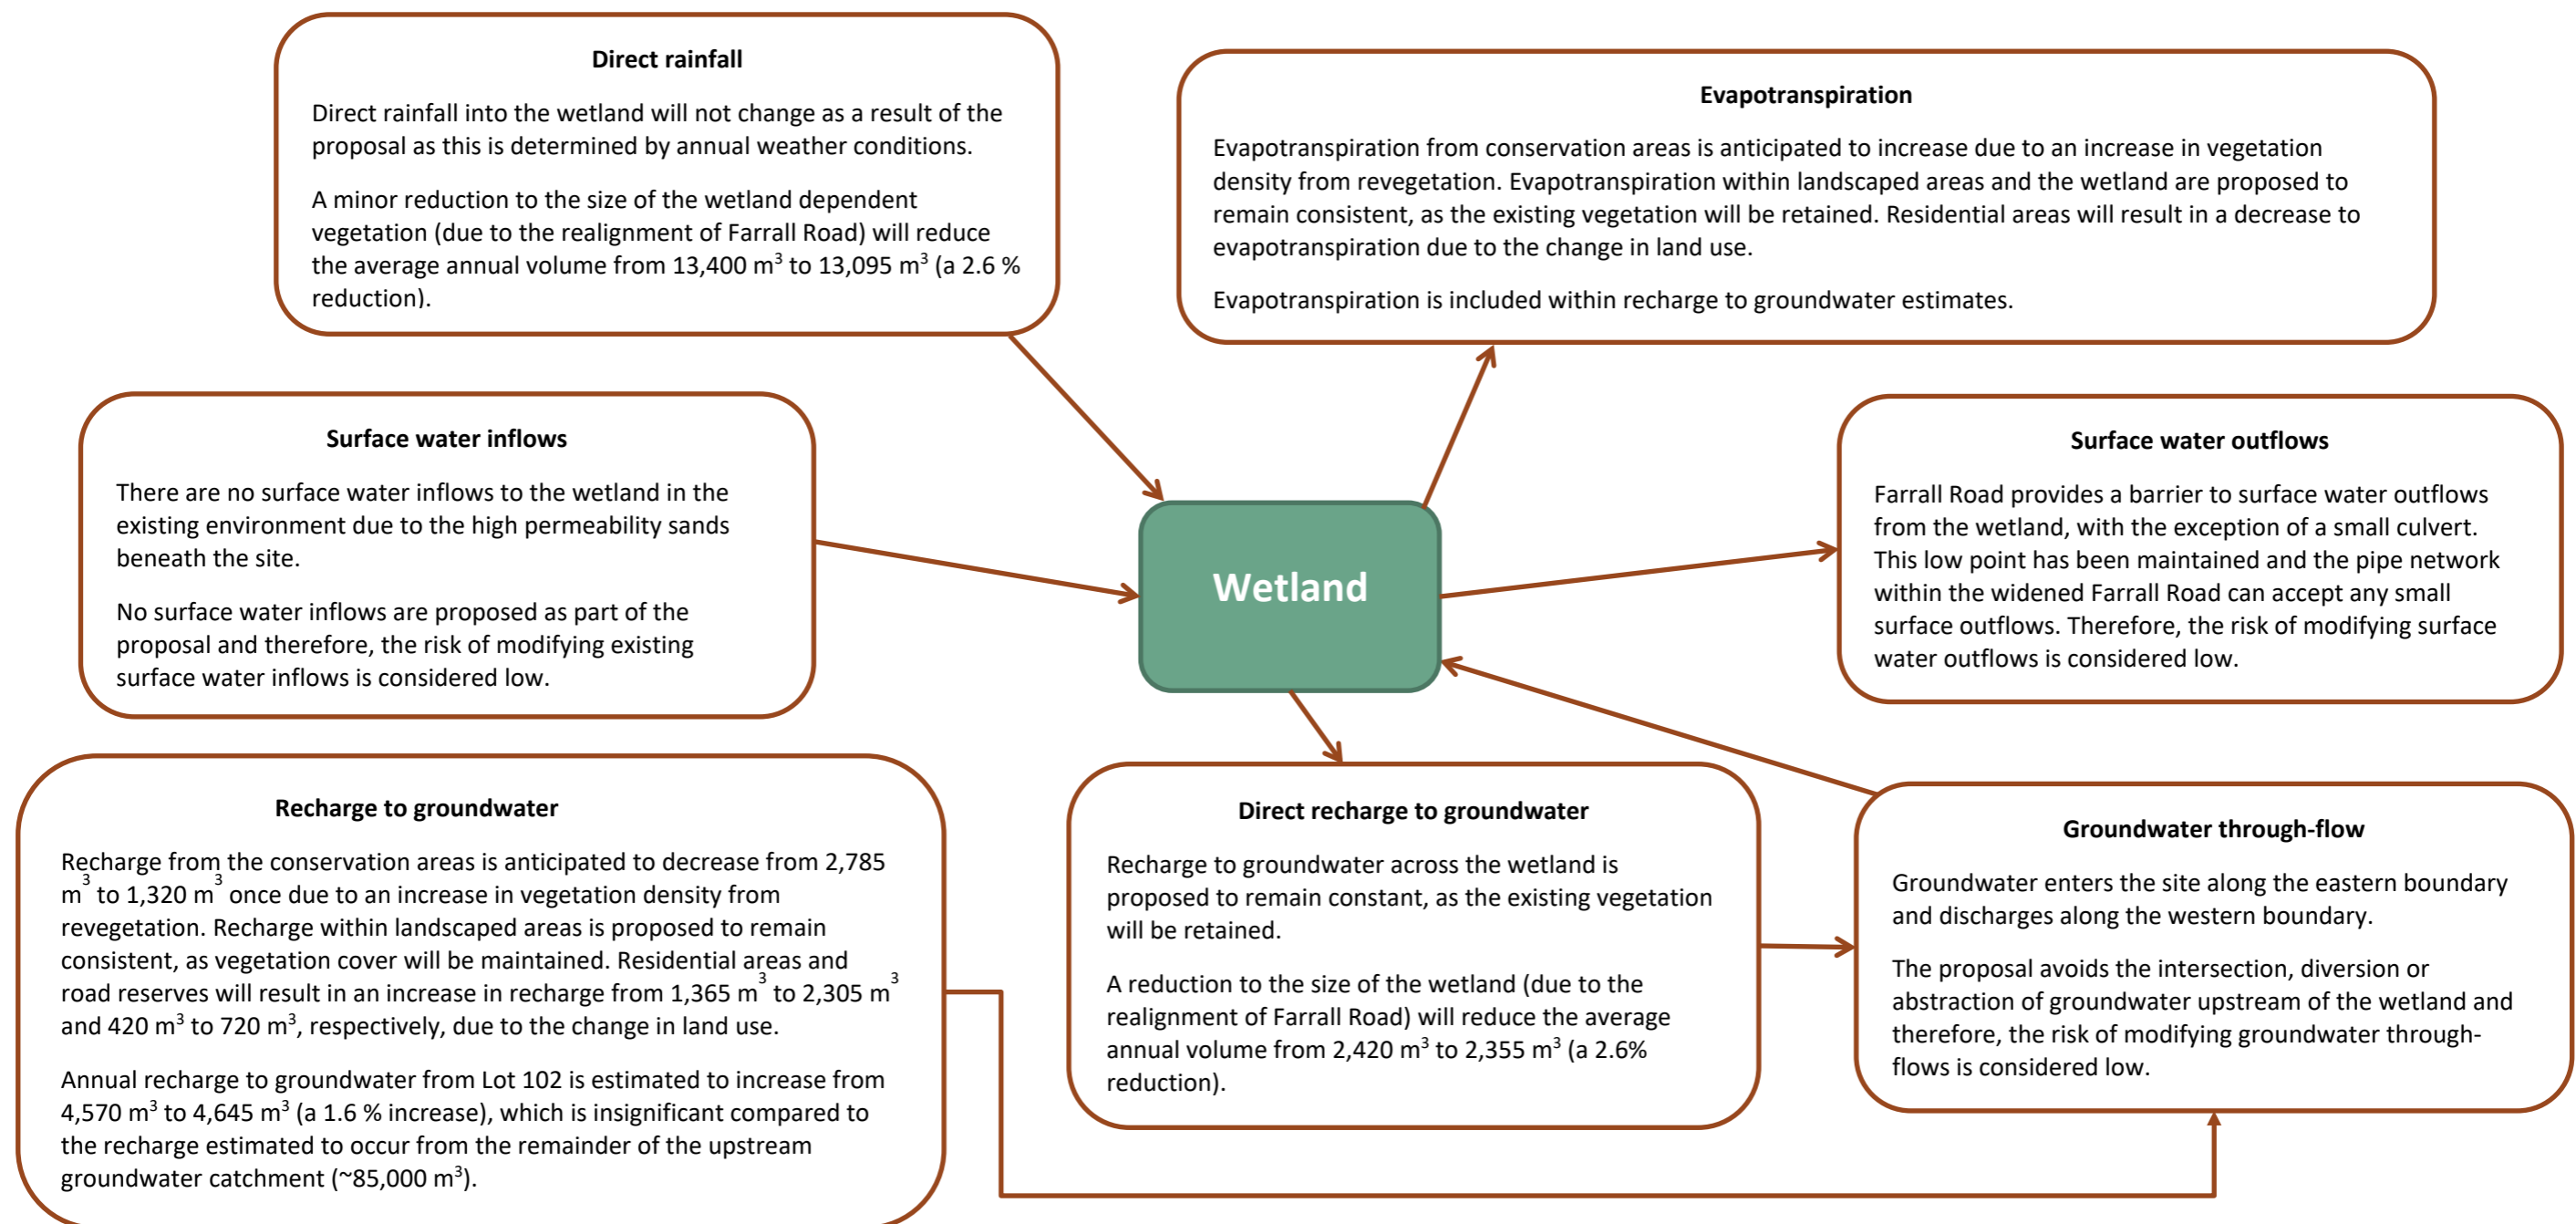 Direct rainfall
Direct rainfall into the wetland will not change as a result of the
proposal as this is determined by annual weather conditions.
A minor reduction to the size of the wetland dependent
vegetation (due to the realignment of Farrall Road) will reduce
the average annual volume from 13,400 m³ to 13,095 m³ (a 2.6 %
reduction).
Evapotranspiration
Evapotranspiration from conservation areas is anticipated to increase due to an increase in vegetation
density from revegetation. Evapotranspiration within landscaped areas and the wetland are proposed to
remain consistent, as the existing vegetation will be retained. Residential areas will result in a decrease to
evapotranspiration due to the change in land use.
Evapotranspiration is included within recharge to groundwater estimates.
Surface water inflows
There are no surface water inflows to the wetland in the
existing environment due to the high permeability sands
beneath the site.
No surface water inflows are proposed as part of the
proposal and therefore, the risk of modifying existing
surface water inflows is considered low.
Wetland
Surface water outflows
Farrall Road provides a barrier to surface water outflows
from the wetland, with the exception of a small culvert.
This low point has been maintained and the pipe network
within the widened Farrall Road can accept any small
surface outflows. Therefore, the risk of modifying surface
water outflows is considered low.
Recharge to groundwater
Recharge from the conservation areas is anticipated to decrease from 2,785
m³ to 1,320 m³ once due to an increase in vegetation density from
revegetation. Recharge within landscaped areas is proposed to remain
consistent, as vegetation cover will be maintained. Residential areas and
road reserves will result in an increase in recharge from 1,365 m³ to 2,305 m³
and 420 m³ to 720 m³, respectively, due to the change in land use.
Annual recharge to groundwater from Lot 102 is estimated to increase from
4,570 m³ to 4,645 m³ (a 1.6 % increase), which is insignificant compared to
the recharge estimated to occur from the remainder of the upstream
groundwater catchment (~85,000 m³).
Direct recharge to groundwater
Recharge to groundwater across the wetland is
proposed to remain constant, as the existing vegetation
will be retained.
A reduction to the size of the wetland (due to the
realignment of Farrall Road) will reduce the average
annual volume from 2,420 m³ to 2,355 m³ (a 2.6%
reduction).
Groundwater through-flow
Groundwater enters the site along the eastern boundary
and discharges along the western boundary.
The proposal avoids the intersection, diversion or
abstraction of groundwater upstream of the wetland and
therefore, the risk of modifying groundwater through-
flows is considered low.